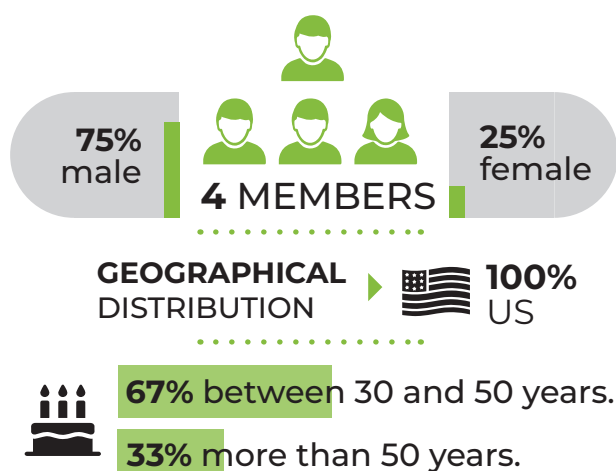 75%
male
25%
female
4 MEMBERS
GEOGRAPHICAL
DISTRIBUTION
100%
US
67% between 30 and 50 years.
33% more than 50 years.